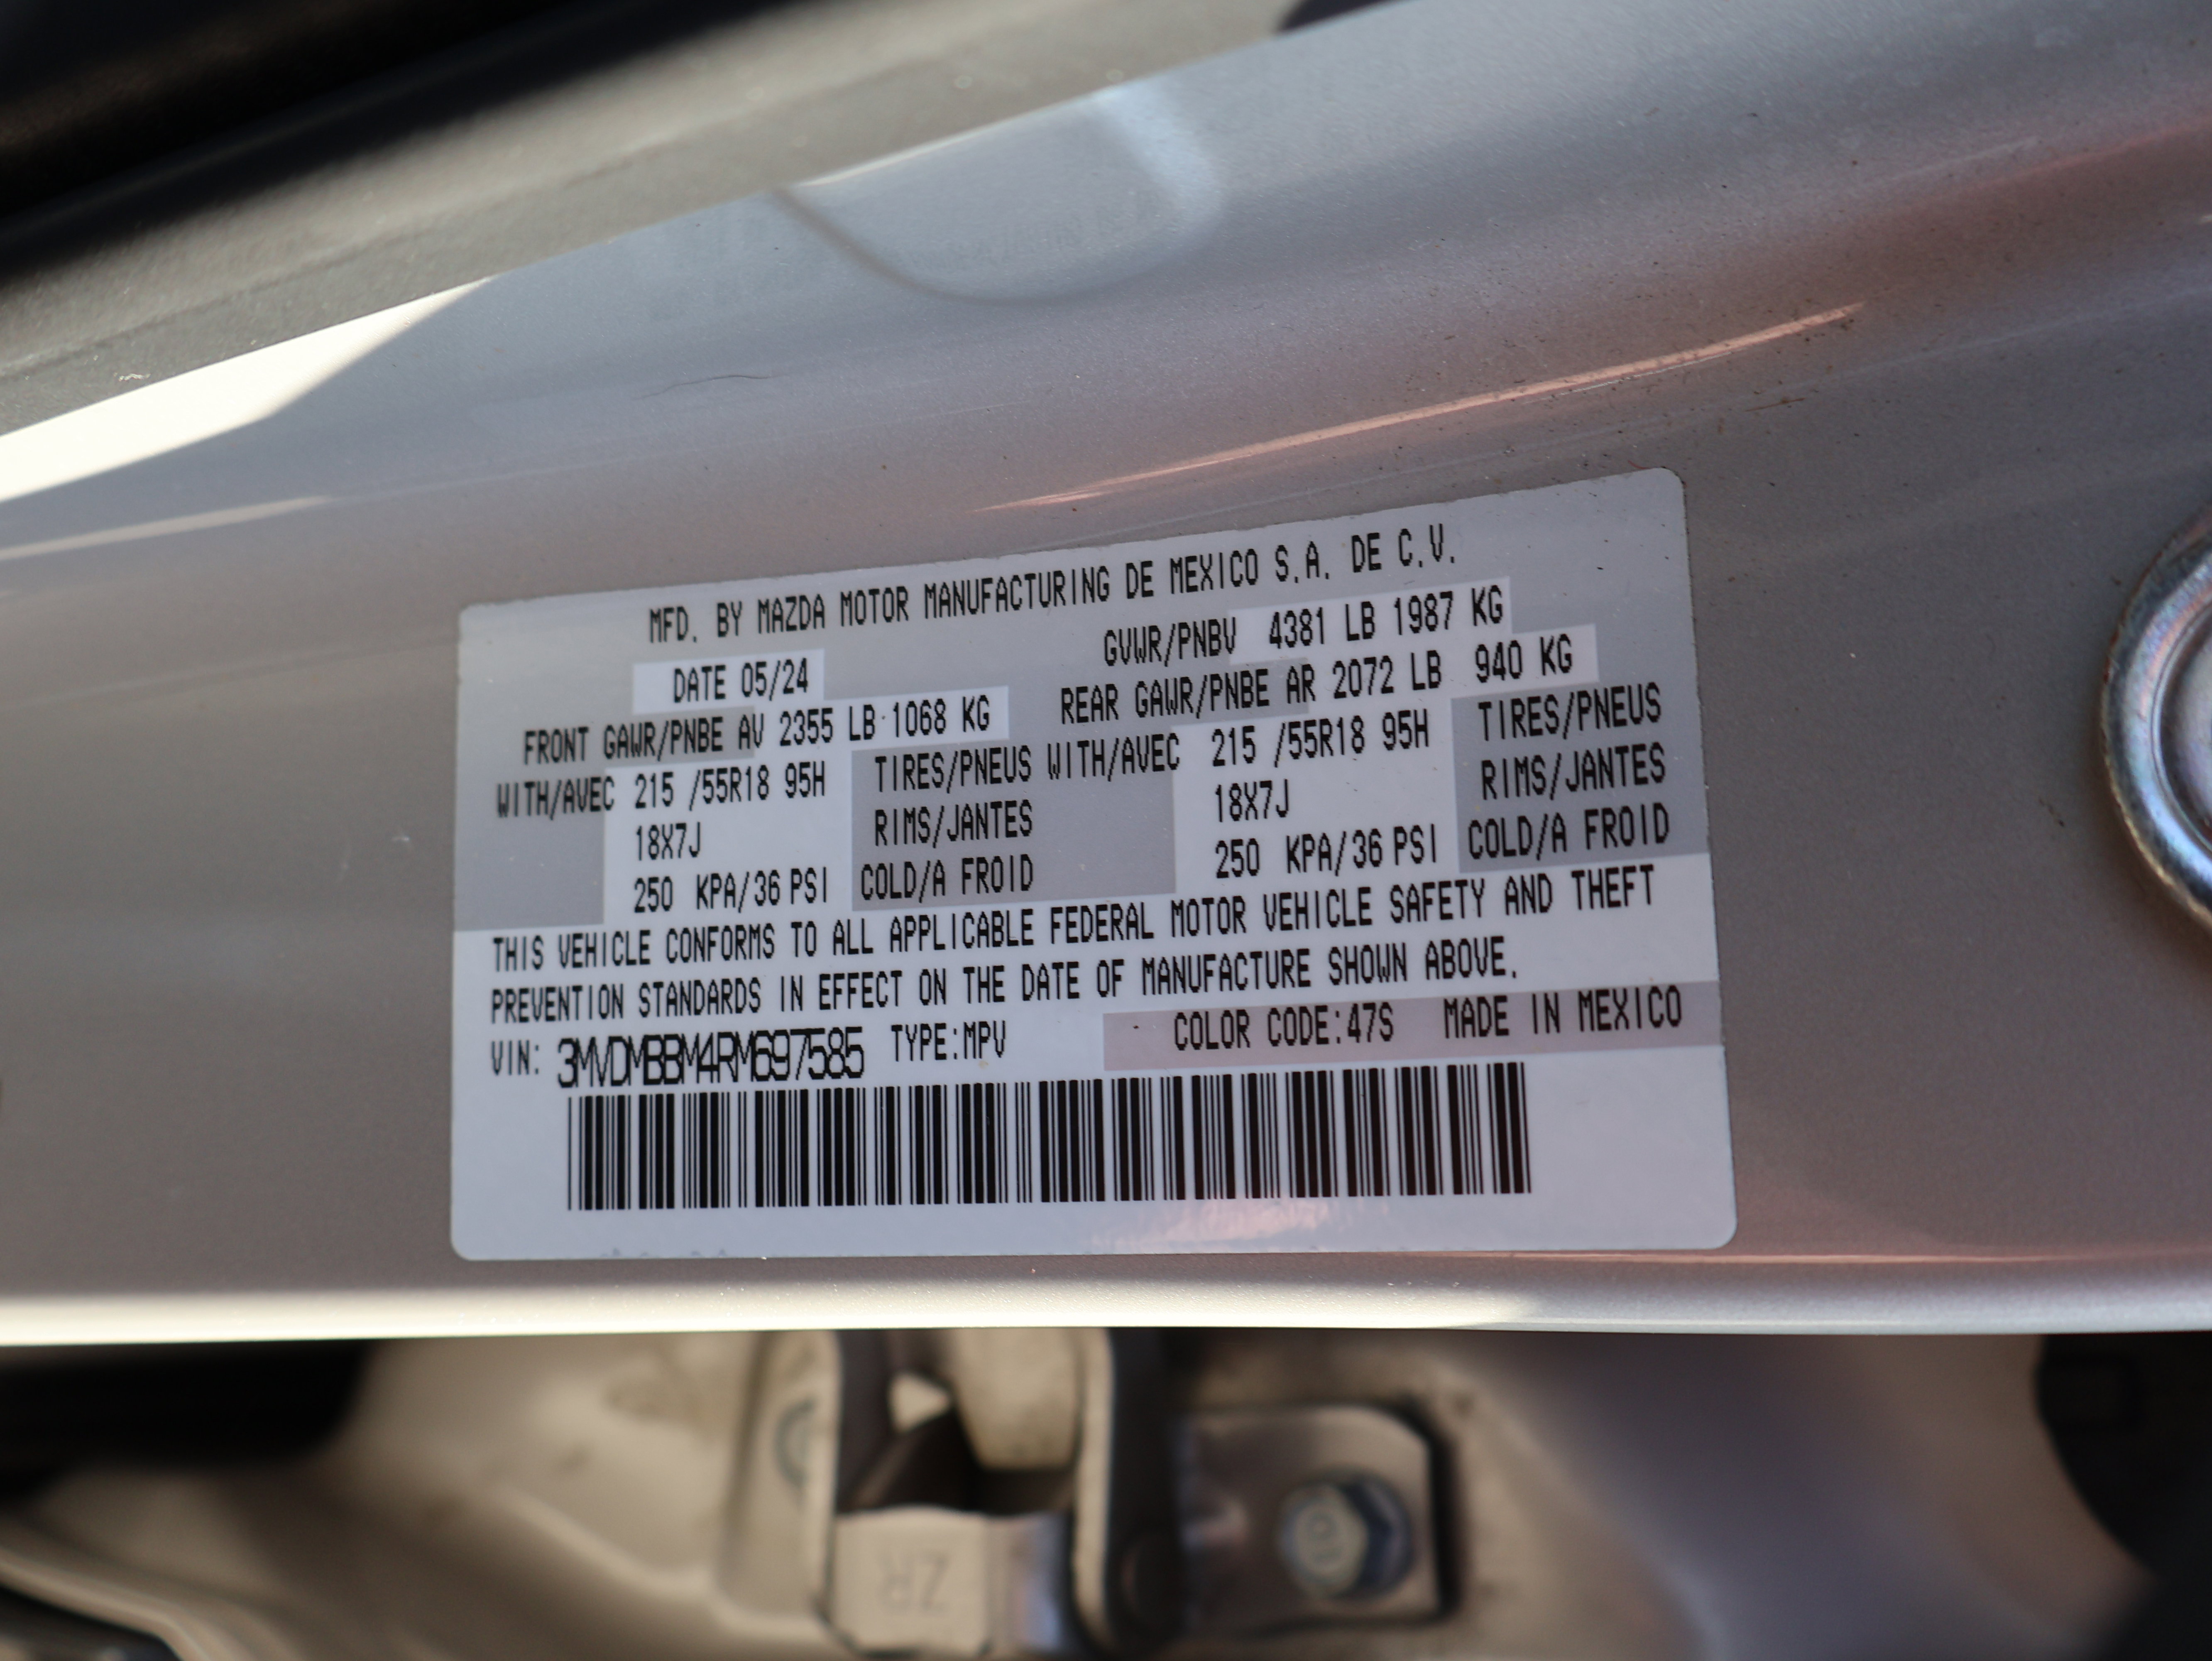 MFD. BY MAZDA MOTOR MANUFACTURING DE MEXICO S.A. DE C.V.
DATE 05/24 GVWR/PNBV 4381 LB 1987 KG
FRONT GAWR/PNBE AV 2355 LB 1068 KG REAR GAWR/PNBE AR 2072 LB 940 KG
WITH/AVEC 215 /55R18 95H TIRES/PNEUS WITH/AVEC 215 /55R18 95H TIRES/PNEUS
18X7J RIMS/JANTES 18X7J RIMS/JANTES
250 KPA/36 PSI COLD/A FROID 250 KPA/36 PSI COLD/A FROID
THIS VEHICLE CONFORMS TO ALL APPLICABLE FEDERAL MOTOR VEHICLE SAFETY AND THEFT
PREVENTION STANDARDS IN EFFECT ON THE DATE OF MANUFACTURE SHOWN ABOVE.
VIN: 3MVDMBBM4RM697585 TYPE:MPV COLOR CODE:47S MADE IN MEXICO
ZR